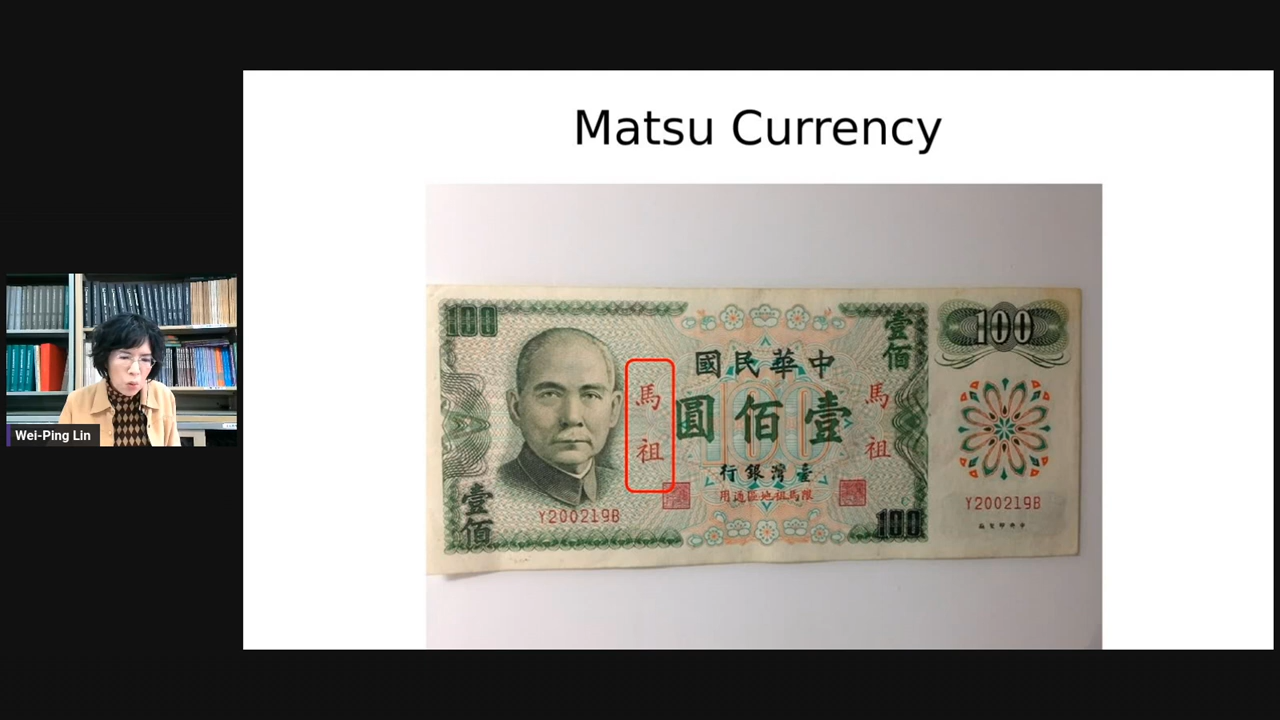 Matsu Currency
100
壹佰
100
國民華中
馬祖
馬祖
圓佰壹
行銀灣臺
用通區地祖馬限
Y200219B
Y200219B
壹佰
100
Wei-Ping Lin